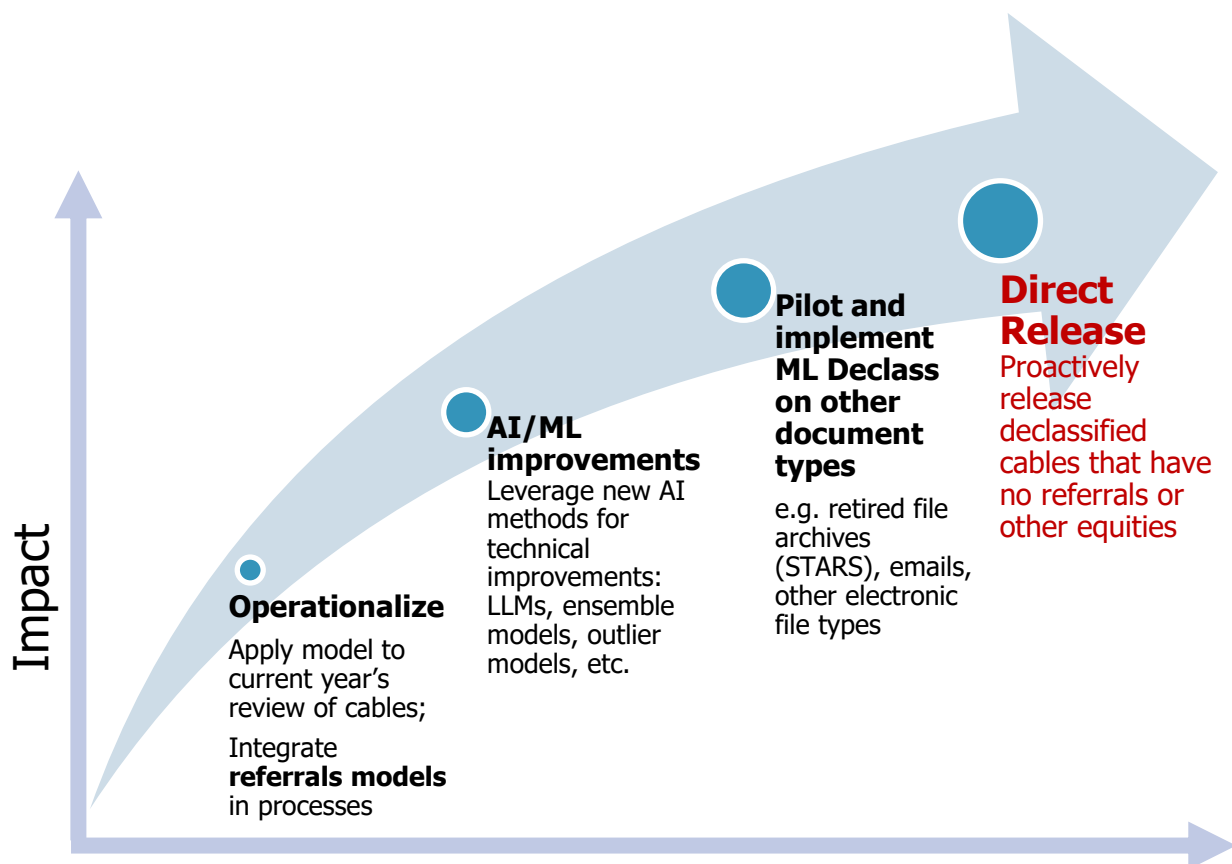 Impact
Operationalize
Apply model to
current year's
review of cables;
Integrate
referrals models
in processes
AI/ML
improvements
Leverage new AI
methods for
technical
improvements:
LLMs, ensemble
models, outlier
models, etc.
Pilot and
implement
ML Declass
on other
document
types
e.g. retired file
archives
(STARS), emails,
other electronic
file types
Direct
Release
Proactively
release
declassified
cables that have
no referrals or
other equities